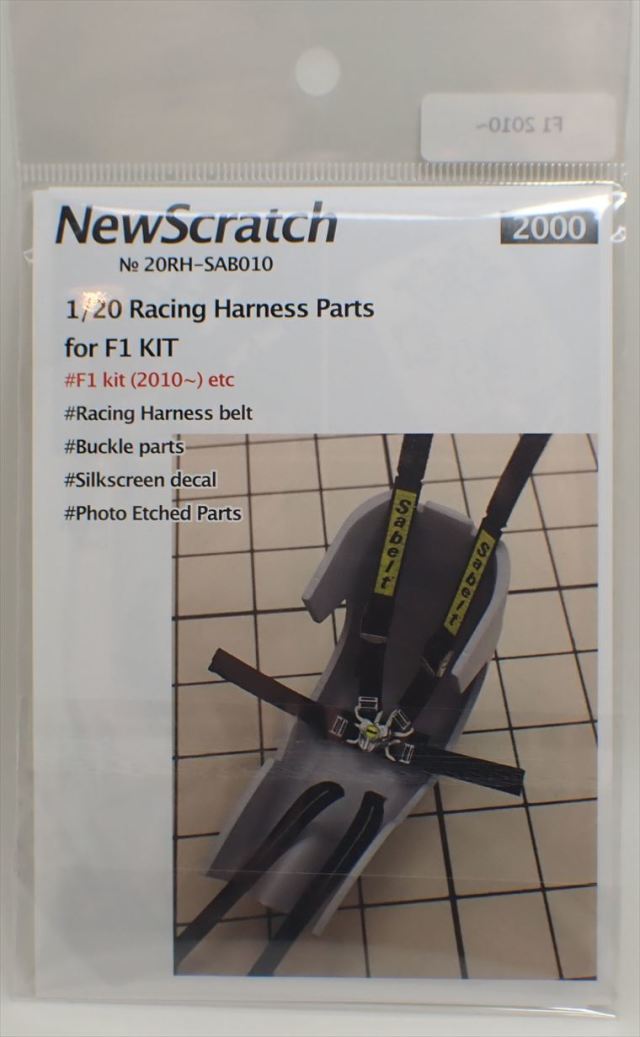 F1 2010~
NewScratch
2000
№ 20RH-SAB010
1/20 Racing Harness Parts
for F1 KIT
#F1 kit (2010~) etc
#Racing Harness belt
#Buckle parts
#Silkscreen decal
#Photo Etched Parts
Sabelt
Sabelt